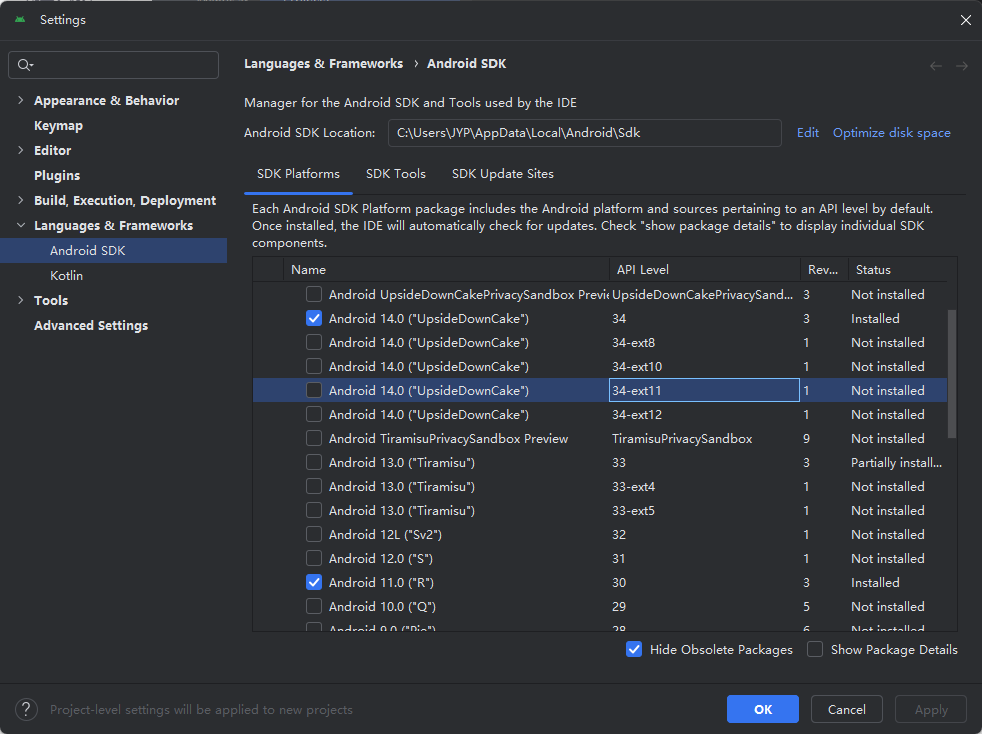 Settings
Languages & Frameworks › Android SDK
Appearance & Behavior
Keymap
Editor
Plugins
Build, Execution, Deployment
Languages & Frameworks
Android SDK
Kotlin
Tools
Advanced Settings
Manager for the Android SDK and Tools used by the IDE
Android SDK Location: C:\Users\JYP\AppData\Local\Android\Sdk Edit Optimize disk space
SDK Platforms SDK Tools SDK Update Sites
Each Android SDK Platform package includes the Android platform and sources pertaining to an API level by default.
Once installed, the IDE will automatically check for updates. Check "show package details" to display individual SDK
components.
Name API Level Rev... Status
Android UpsideDownCakePrivacySandbox Previe UpsideDownCakePrivacySand... 3 Not installed
Android 14.0 ("UpsideDownCake") 34 3 Installed
Android 14.0 ("UpsideDownCake") 34-ext8 1 Not installed
Android 14.0 ("UpsideDownCake") 34-ext10 1 Not installed
Android 14.0 ("UpsideDownCake") 34-ext11 1 Not installed
Android 14.0 ("UpsideDownCake") 34-ext12 1 Not installed
Android TiramisuPrivacySandbox Preview TiramisuPrivacySandbox 9 Not installed
Android 13.0 ("Tiramisu") 33 3 Partially install...
Android 13.0 ("Tiramisu") 33-ext4 1 Not installed
Android 13.0 ("Tiramisu") 33-ext5 1 Not installed
Android 12L ("Sv2") 32 1 Not installed
Android 12.0 ("S") 31 1 Not installed
Android 11.0 ("R") 30 3 Installed
Android 10.0 ("Q") 29 5 Not installed
Android 9.0 ("Pie") 28 6 Not installed
Hide Obsolete Packages Show Package Details
? Project-level settings will be applied to new projects
OK Cancel Apply